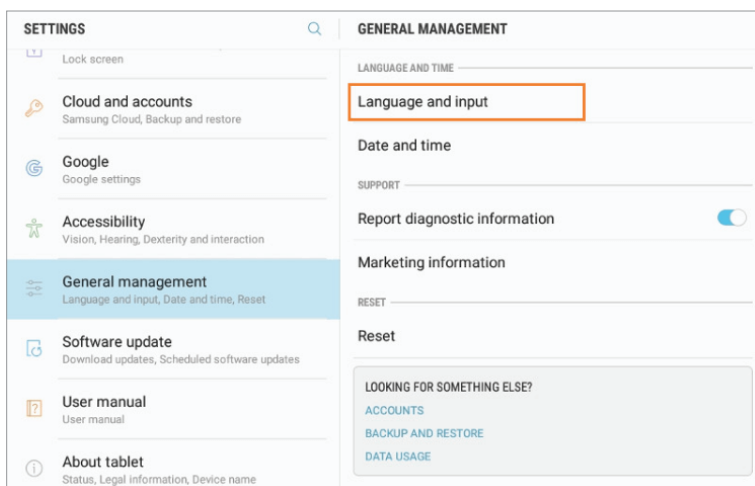 SETTINGS
Lock screen
Cloud and accounts
Samsung Cloud, Backup and restore
Google
Google settings
Accessibility
Vision, Hearing, Dexterity and interaction
General management
Language and input, Date and time, Reset
Software update
Download updates, Scheduled software updates
User manual
User manual
About tablet
Status, Legal information, Device name
GENERAL MANAGEMENT
LANGUAGE AND TIME
Language and input
Date and time
SUPPORT
Report diagnostic information
Marketing information
RESET
Reset
LOOKING FOR SOMETHING ELSE?
ACCOUNTS
BACKUP AND RESTORE
DATA USAGE